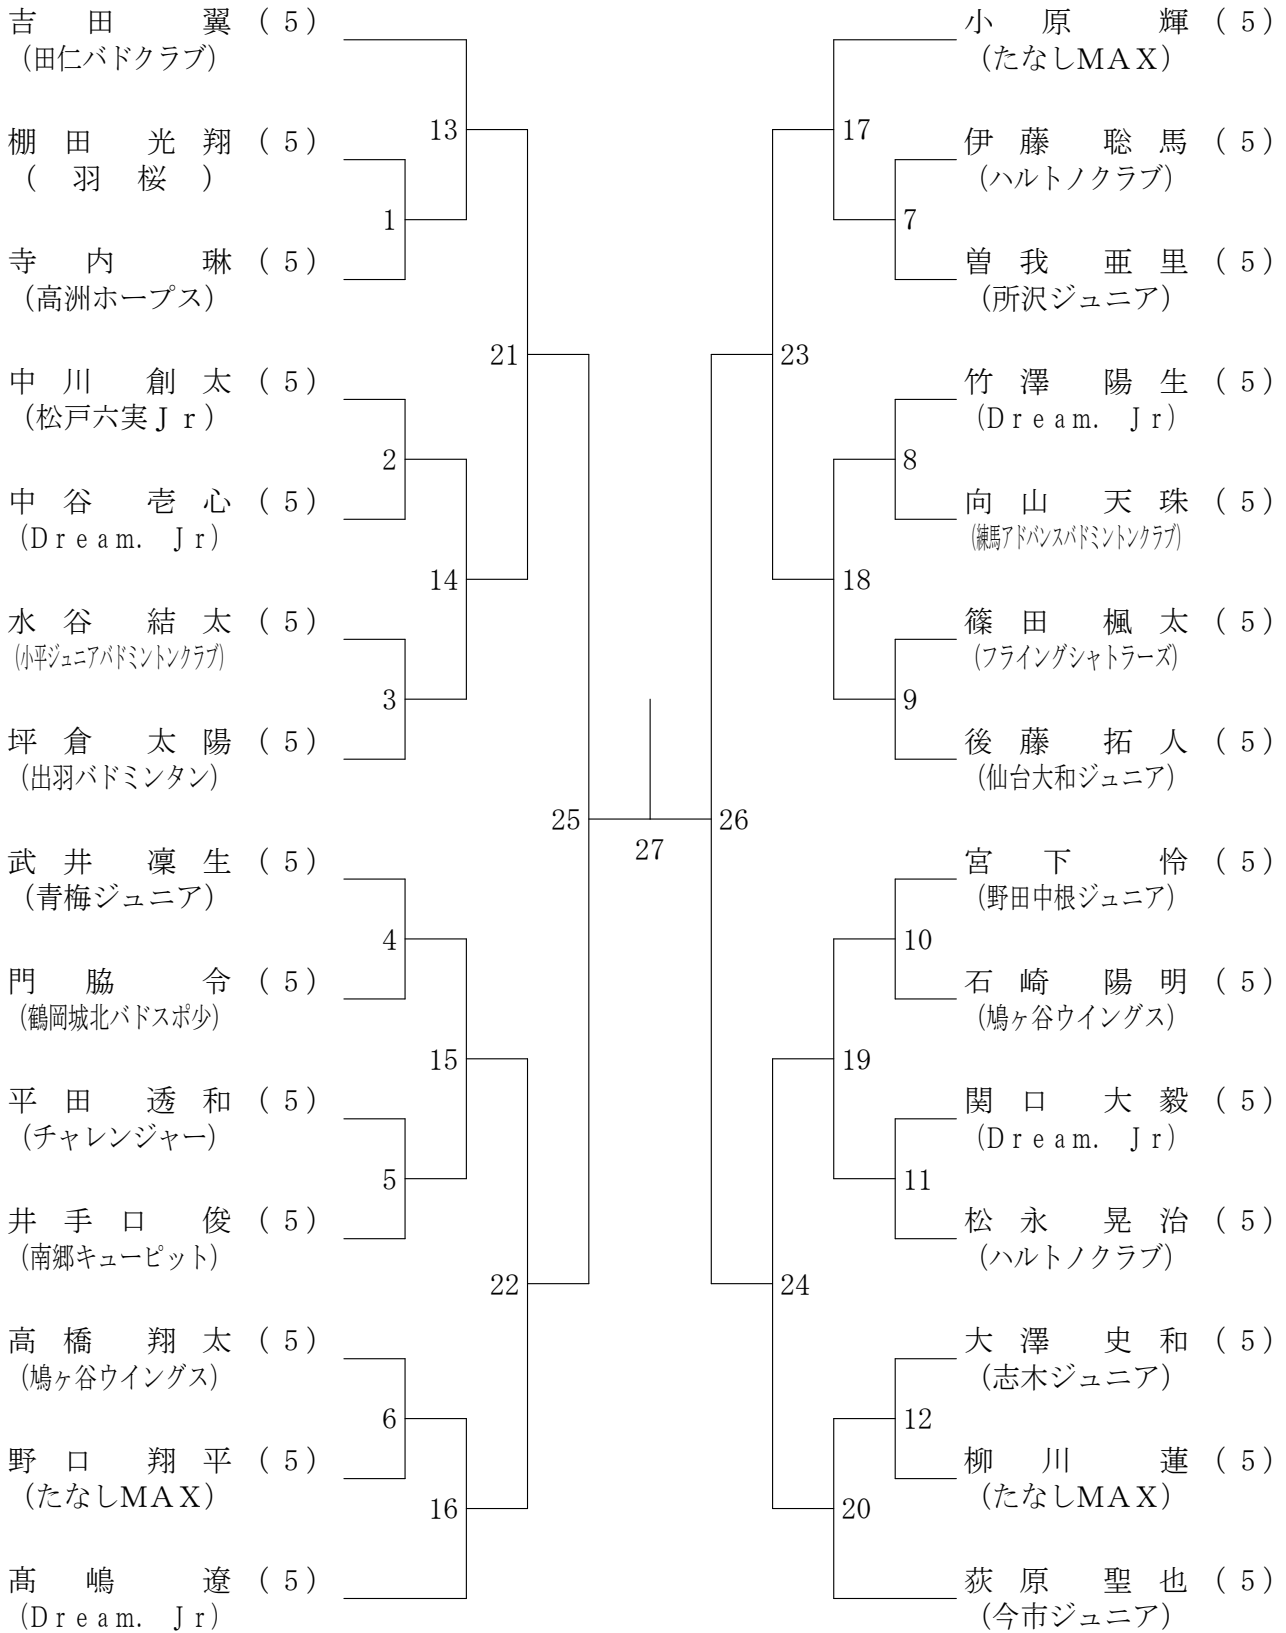 吉田 翼 (5)
(田仁バドクラブ)
棚田 光翔 (5)
(羽桜)
寺内 琳 (5)
(高洲ホープス)
中川 創太 (5)
(松戸六実Jr)
中谷 壱心 (5)
(Dream. Jr)
水谷 結太 (5)
(小平ジュニアバドミントンクラブ)
坪倉 太陽 (5)
(出羽バドミンタン)
武井 凜生 (5)
(青梅ジュニア)
門脇 令 (5)
(鶴岡城北バドスポ少)
平田 透和 (5)
(チャレンジャー)
井手口 俊 (5)
(南郷キューピット)
高橋 翔太 (5)
(鳩ヶ谷ウイングス)
野口 翔平 (5)
(たなしMAX)
髙嶋 遼 (5)
(Dream. Jr)
1
2
3
4
5
6
13
14
15
16
21
22
25
27
26
23
24
17
18
19
20
7
8
9
10
11
12
小原 輝 (5)
(たなしMAX)
伊藤 聡馬 (5)
(ハルトノクラブ)
曽我 亜里 (5)
(所沢ジュニア)
竹澤 陽生 (5)
(Dream. Jr)
向山 天珠 (5)
(練馬アドバンスバドミントンクラブ)
篠田 楓太 (5)
(フライングシャトラーズ)
後藤 拓人 (5)
(仙台大和ジュニア)
宮下 怜 (5)
(野田中根ジュニア)
石崎 陽明 (5)
(鳩ヶ谷ウイングス)
関口 大毅 (5)
(Dream. Jr)
松永 晃治 (5)
(ハルトノクラブ)
大澤 史和 (5)
(志木ジュニア)
柳川 蓮 (5)
(たなしMAX)
荻原 聖也 (5)
(今市ジュニア)